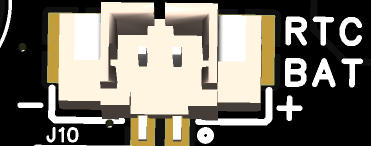 RTC
BAT
- +
J10